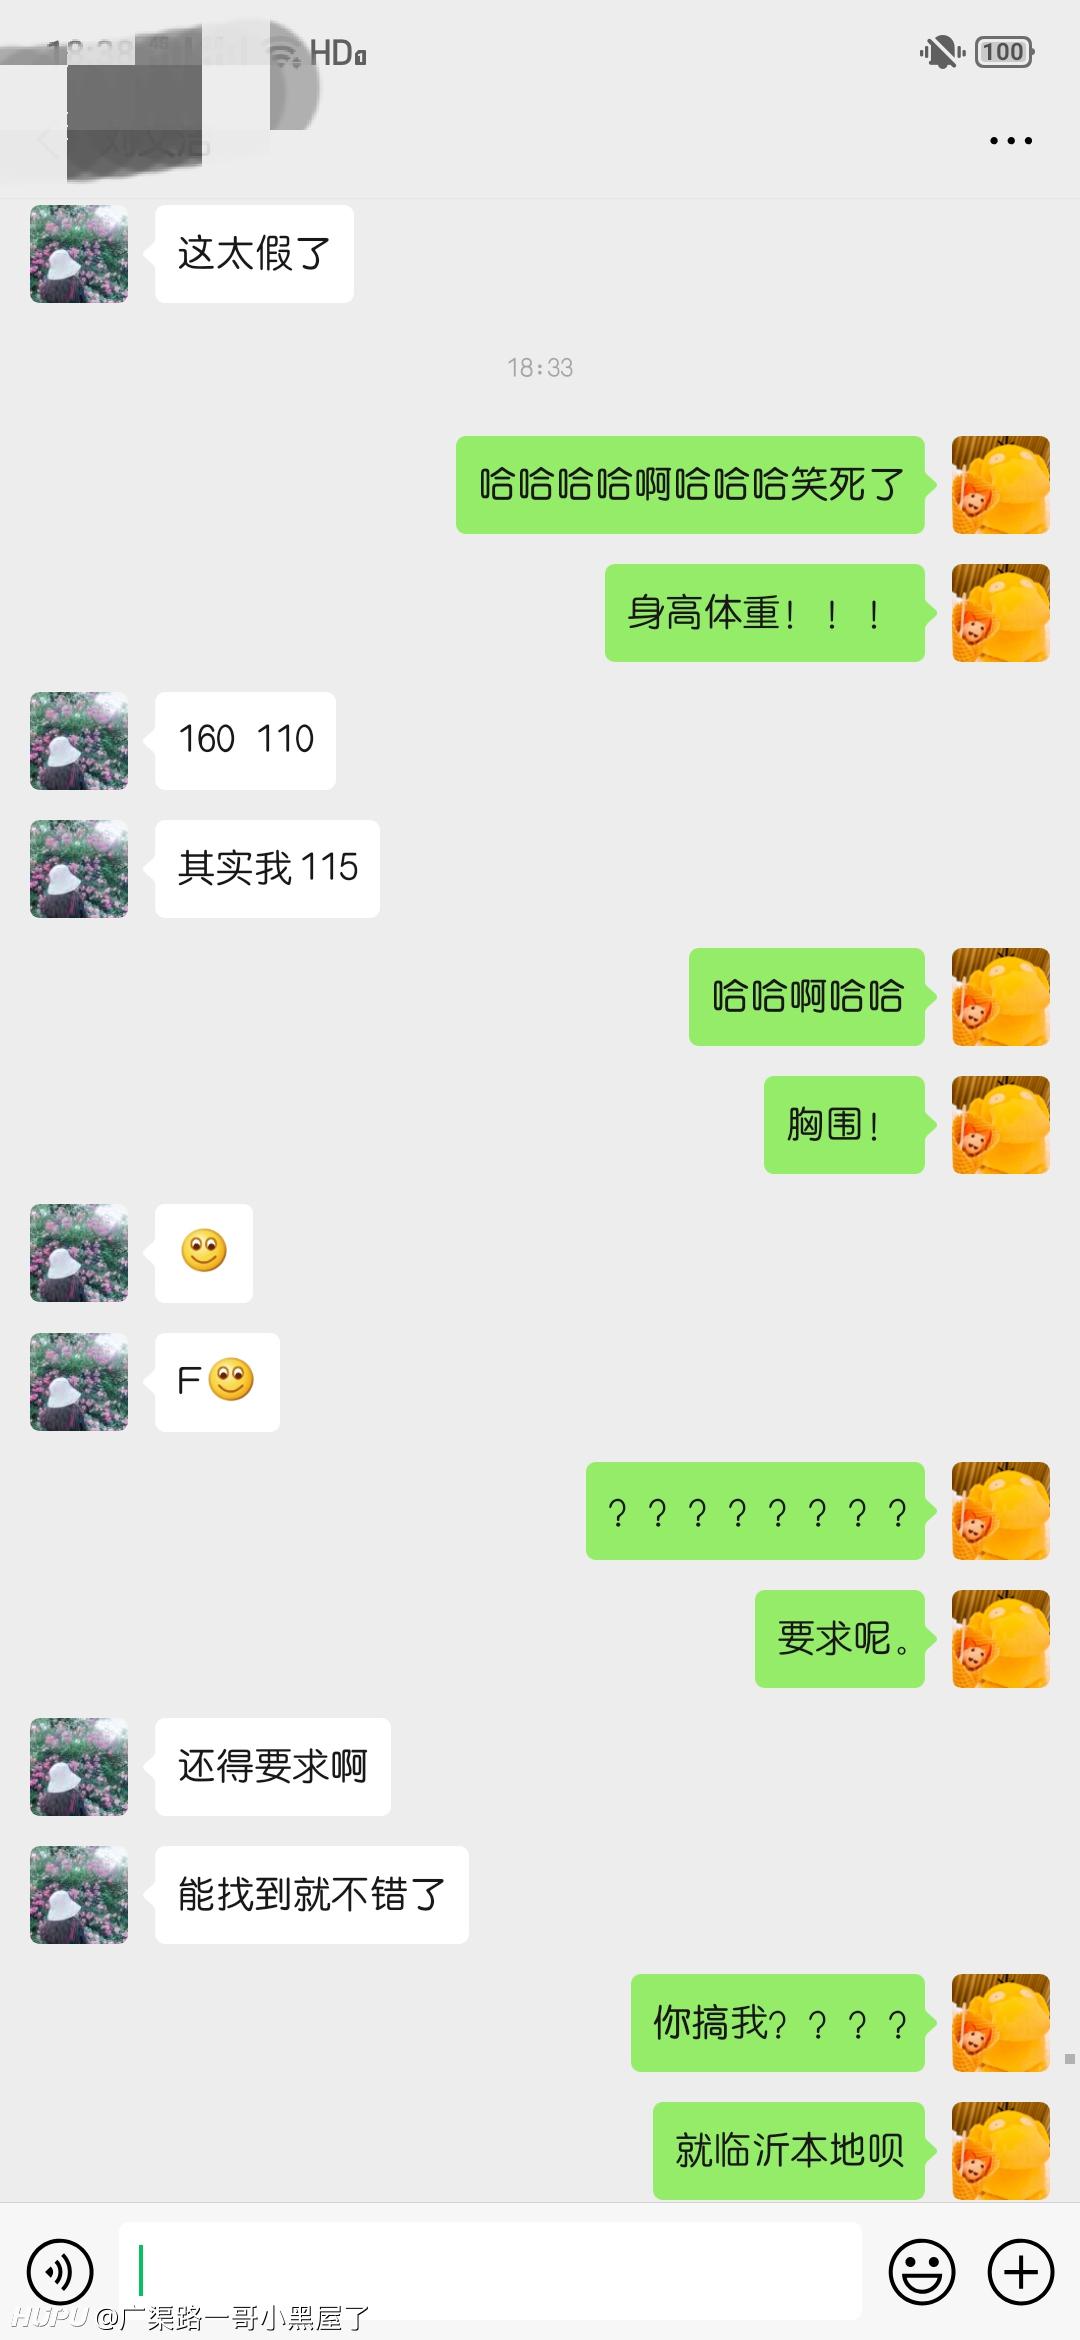 HD1
100
这太假了
18:33
哈哈哈哈啊哈哈哈笑死了
身高体重！！！
160 110
其实我115
哈哈啊哈哈
胸围！
F
？？？？？？？？
要求呢。
还得要求啊
能找到就不错了
你搞我？？？？
就临沂本地呗
HUPU @广渠路一哥小黑屋了